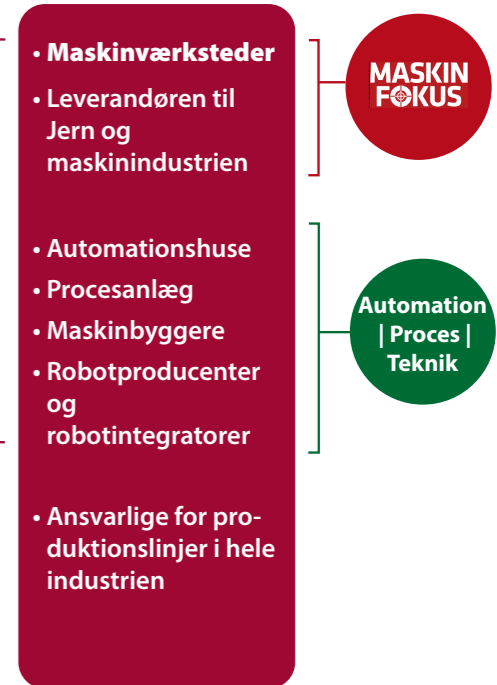 • Maskinværksteder
• Leverandøren til
Jern og
maskinindustrien
MASKIN
FOKUS
• Automationshuse
• Procesanlæg
• Maskinbyggere
• Robotproducenter
og
robotintegratorer
Automation
| Proces |
Teknik
• Ansvarlige for pro-
duktionslinjer i hele
industrien